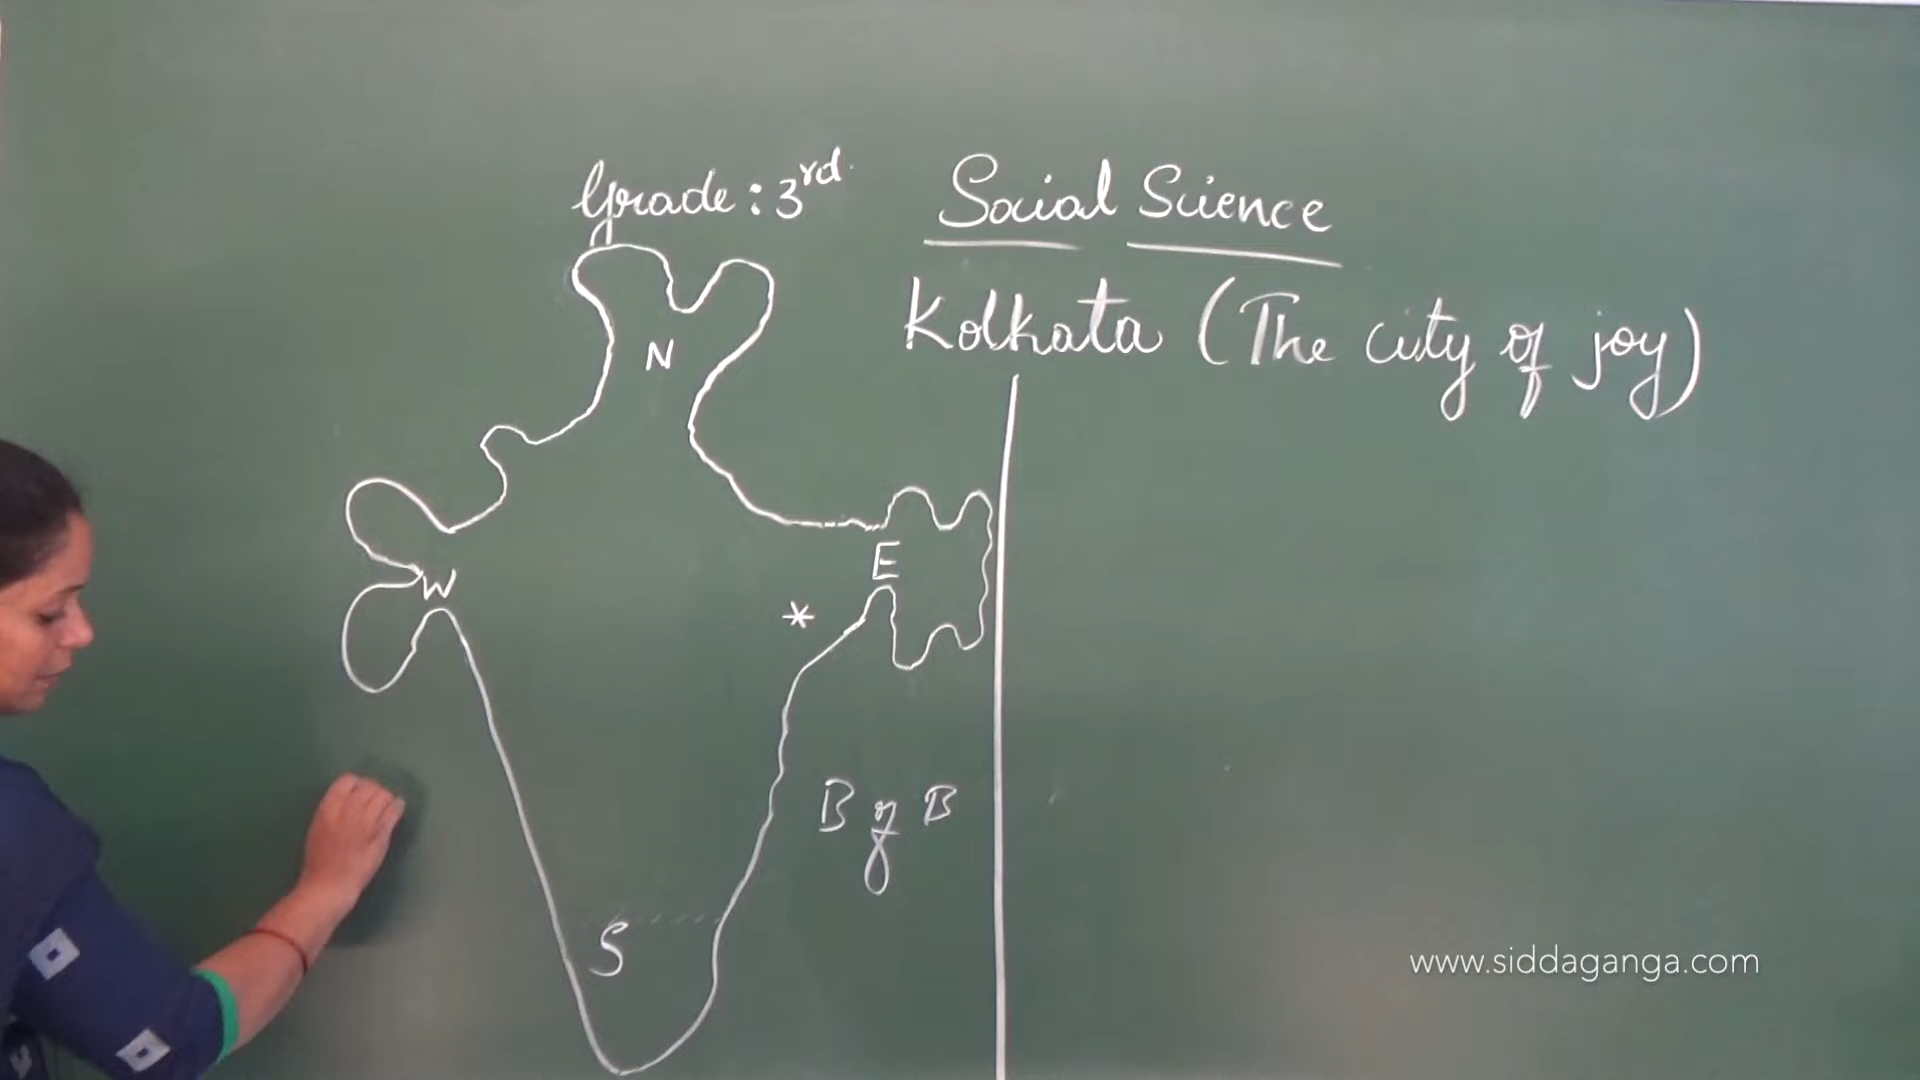 Grade: 3rd.
Social Science
Kolkata (The city of joy)
N
E
W
*
B of B
S
www.siddaganga.com